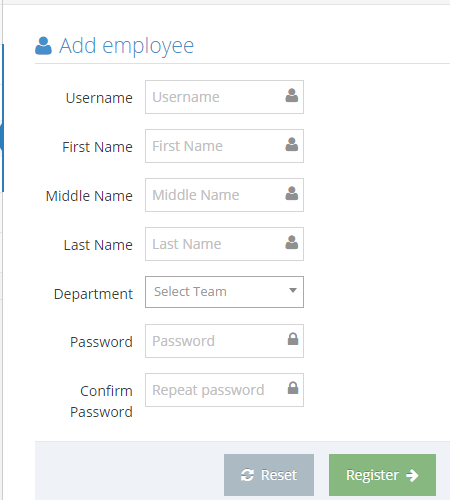 Add employee
Username Username
First Name First Name
Middle Name Middle Name
Last Name Last Name
Department Select Team
Password Password
Confirm Password Repeat password
Reset Register